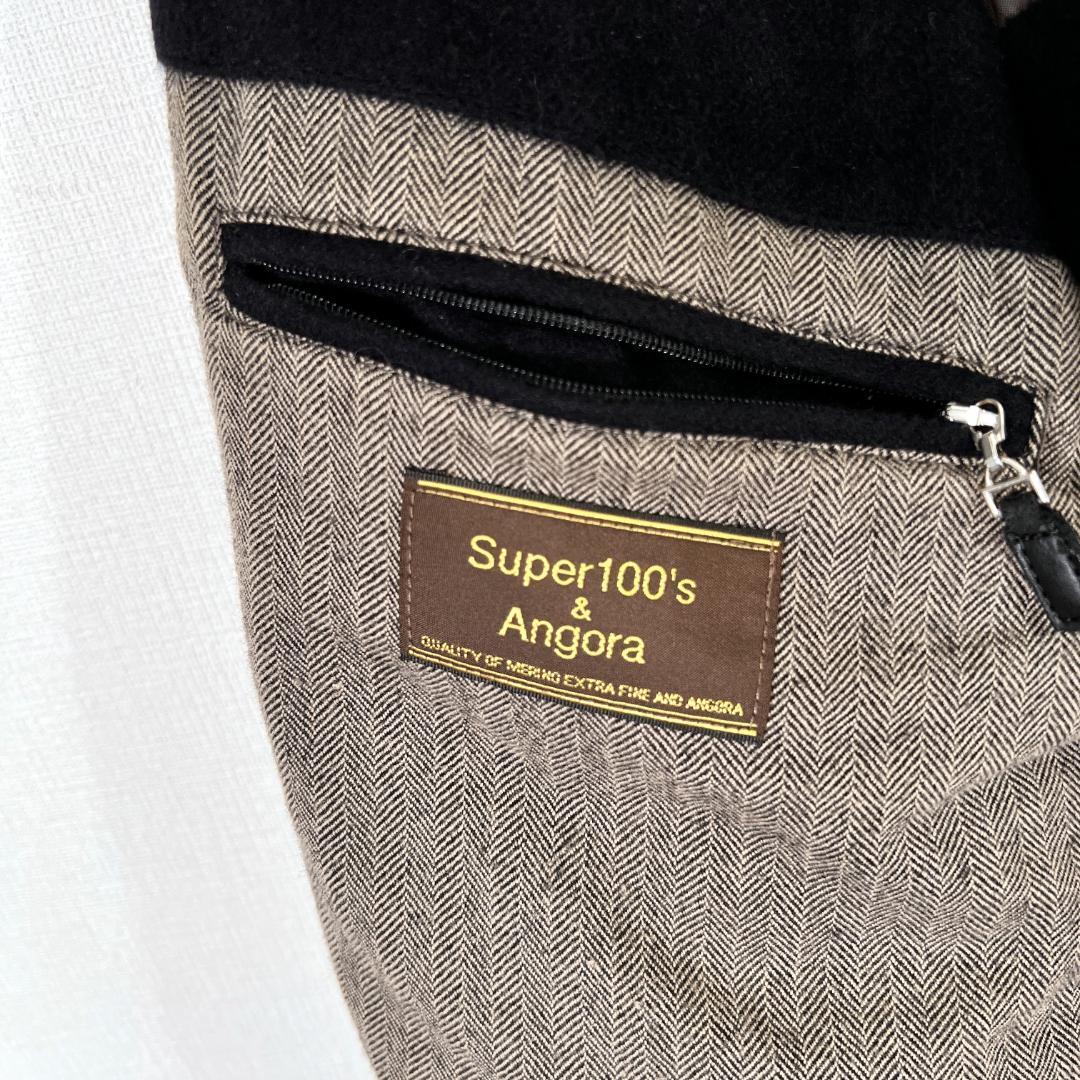 Super100's
&
Angora
QUALITY OF MERINO EXTRA FINE AND ANGORA